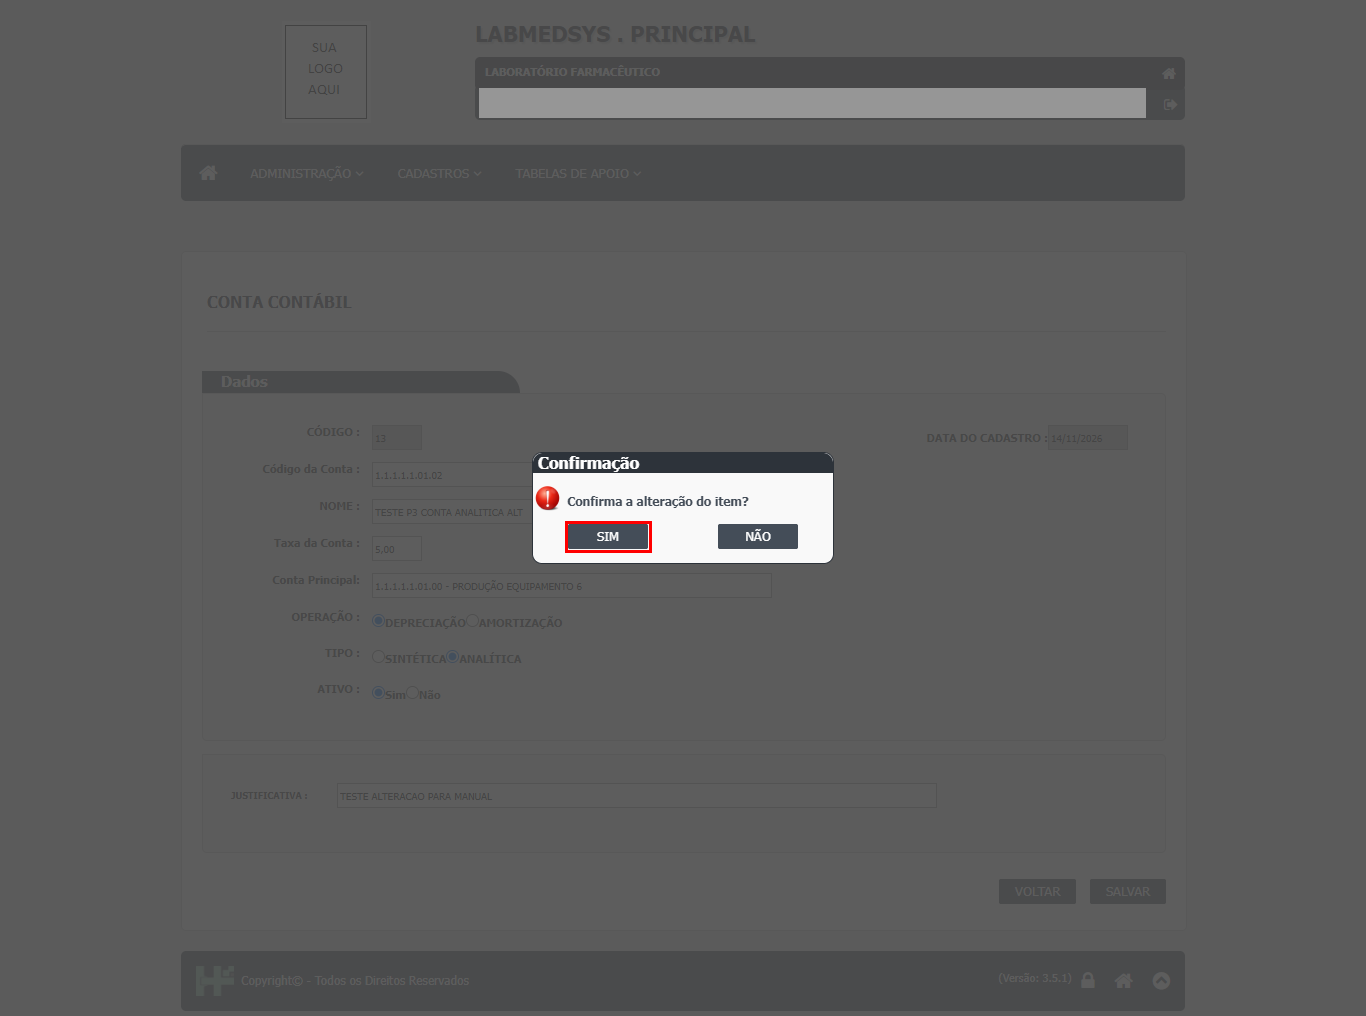 SUA
LOGO
AQUI
LABMEDSYS . PRINCIPAL
LABORATÓRIO FARMACÊUTICO
ADMINISTRAÇÃO CADASTROS TABELAS DE APOIO
CONTA CONTÁBIL
Dados
CÓDIGO : 13 DATA DO CADASTRO : 14/11/2026
Código da Conta : 1.1.1.1.1.01.02
NOME : TESTE P3 CONTA ANALITICA ALT
Taxa da Conta : 5,00
Conta Principal: 1.1.1.1.1.01.00 - PRODUÇÃO EQUIPAMENTO 6
OPERAÇÃO : DEPRECIAÇÃO AMORTIZAÇÃO
TIPO : SINTÉTICA ANALÍTICA
ATIVO : Sim Não
Confirmação
Confirma a alteração do item?
SIM NÃO
JUSTIFICATIVA : TESTE ALTERACAO PARA MANUAL
VOLTAR SALVAR
Copyright© - Todos os Direitos Reservados (Versão: 3.5.1)